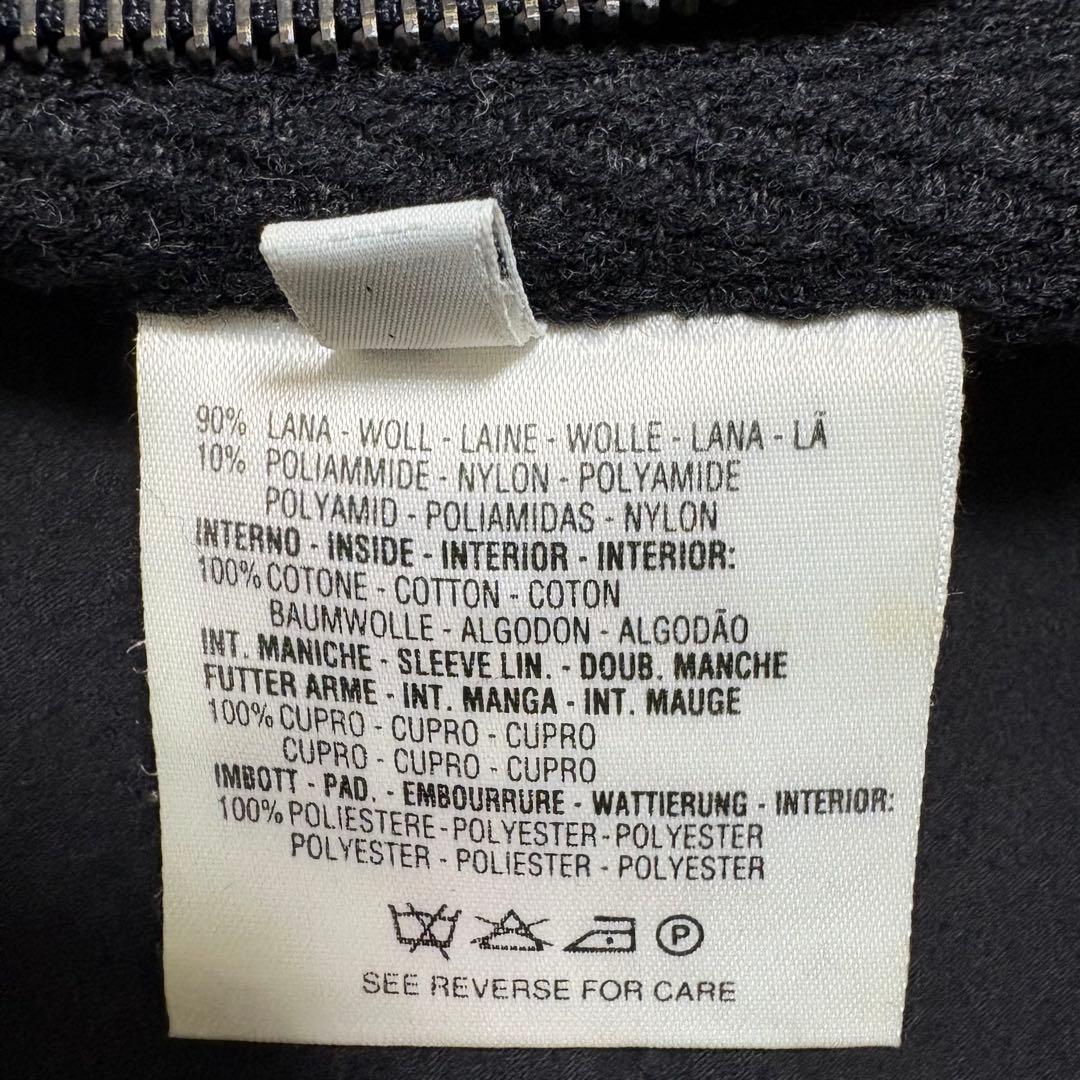 90% LANA - WOLL - LAINE - WOLLE - LANA - LÃ
10% POLIAMMIDE - NYLON - POLYAMIDE
POLYAMID - POLIAMIDAS - NYLON
INTERNO - INSIDE - INTERIOR - INTERIOR:
100% COTONE - COTTON - COTON
BAUMWOLLE - ALGODON - ALGODÃO
INT. MANICHE - SLEEVE LIN. - DOUB. MANCHE
FUTTER ARME - INT. MANGA - INT. MAUGE
100% CUPRO - CUPRO - CUPRO
CUPRO - CUPRO - CUPRO
IMBOTT - PAD. - EMBOURRURE - WATTIERUNG - INTERIOR:
100% POLIESTERE - POLYESTER - POLYESTER
POLYESTER - POLIESTER - POLYESTER
P
SEE REVERSE FOR CARE